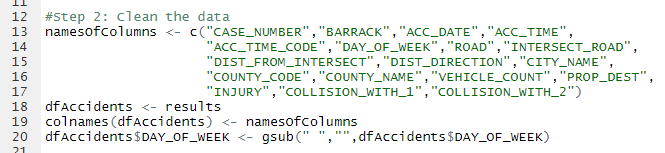 11
12 #Step 2: Clean the data
13 namesOfColumns <- c("CASE_NUMBER","BARRACK","ACC_DATE","ACC_TIME",
14 "ACC_TIME_CODE","DAY_OF_WEEK","ROAD","INTERSECT_ROAD",
15 "DIST_FROM_INTERSECT","DIST_DIRECTION","CITY_NAME",
16 "COUNTY_CODE","COUNTY_NAME","VEHICLE_COUNT","PROP_DEST",
17 "INJURY","COLLISION_WITH_1","COLLISION_WITH_2")
18 dfAccidents <- results
19 colnames(dfAccidents) <- namesOfColumns
20 dfAccidents$DAY_OF_WEEK <- gsub(" ","",dfAccidents$DAY_OF_WEEK)
21